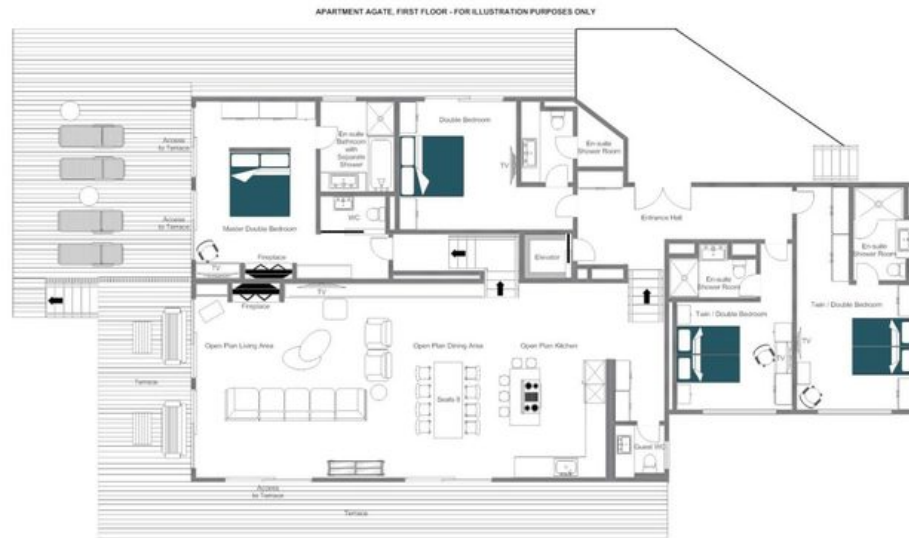 APARTMENT AGATE, FIRST FLOOR - FOR ILLUSTRATION PURPOSES ONLY
Access
to Terrace
Access
to Terrace
Master Double Bedroom
TV
Fireplace
En-suite
Bathroom
with
Separate
Shower
WC
Double Bedroom
TV
En-suite
Shower Room
Entrance Hall
Elevator
En-suite
Shower Room
En-suite
Shower Room
Twin / Double Bedroom
TV
Twin / Double Bedroom
TV
Fireplace
TV
Open Plan Living Area
Open Plan Dining Area
Open Plan Kitchen
Seats 8
Guest WC
Terrace
Access
to Terrace
Terrace